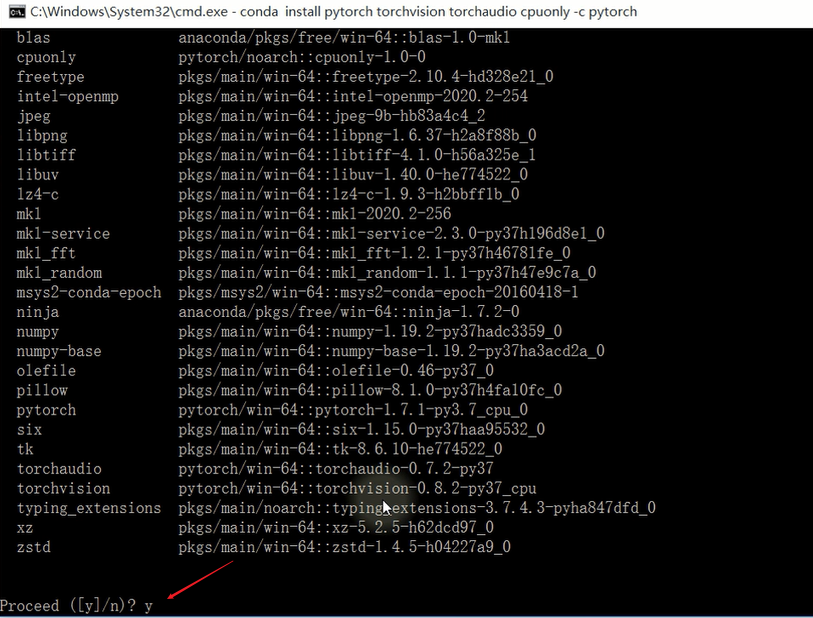 C:\Windows\System32\cmd.exe - conda  install pytorch torchvision torchaudio cpuonly -c pytorch
blas anaconda/pkgs/free/win-64::blas-1.0-mkl
cpuonly pytorch/noarch::cpuonly-1.0-0
freetype pkgs/main/win-64::freetype-2.10.4-hd328e21_0
intel-openmp pkgs/main/win-64::intel-openmp-2020.2-254
jpeg pkgs/main/win-64::jpeg-9b-hb83a4c4_2
libpng pkgs/main/win-64::libpng-1.6.37-h2a8f88b_0
libtiff pkgs/main/win-64::libtiff-4.1.0-h56a325e_1
libuv pkgs/main/win-64::libuv-1.40.0-he774522_0
lz4-c pkgs/main/win-64::lz4-c-1.9.3-h2bbff1b_0
mkl pkgs/main/win-64::mkl-2020.2-256
mkl-service pkgs/main/win-64::mkl-service-2.3.0-py37h196d8e1_0
mkl_fft pkgs/main/win-64::mkl_fft-1.2.1-py37h46781fe_0
mkl_random pkgs/main/win-64::mkl_random-1.1.1-py37h47e9c7a_0
msys2-conda-epoch pkgs/msys2/win-64::msys2-conda-epoch-20160418-1
ninja anaconda/pkgs/free/win-64::ninja-1.7.2-0
numpy pkgs/main/win-64::numpy-1.19.2-py37hadc3359_0
numpy-base pkgs/main/win-64::numpy-base-1.19.2-py37ha3acd2a_0
olefile pkgs/main/win-64::olefile-0.46-py37_0
pillow pkgs/main/win-64::pillow-8.1.0-py37h4fa10fc_0
pytorch pytorch/win-64::pytorch-1.7.1-py3.7_cpu_0
six pkgs/main/win-64::six-1.15.0-py37haa95532_0
tk pkgs/main/win-64::tk-8.6.10-he774522_0
torchaudio pytorch/win-64::torchaudio-0.7.2-py37
torchvision pytorch/win-64::torchvision-0.8.2-py37_cpu
typing_extensions pkgs/main/noarch::typing_extensions-3.7.4.3-pyha847dfd_0
xz pkgs/main/win-64::xz-5.2.5-h62dcd97_0
zstd pkgs/main/win-64::zstd-1.4.5-h04227a9_0
Proceed ([y]/n)? y